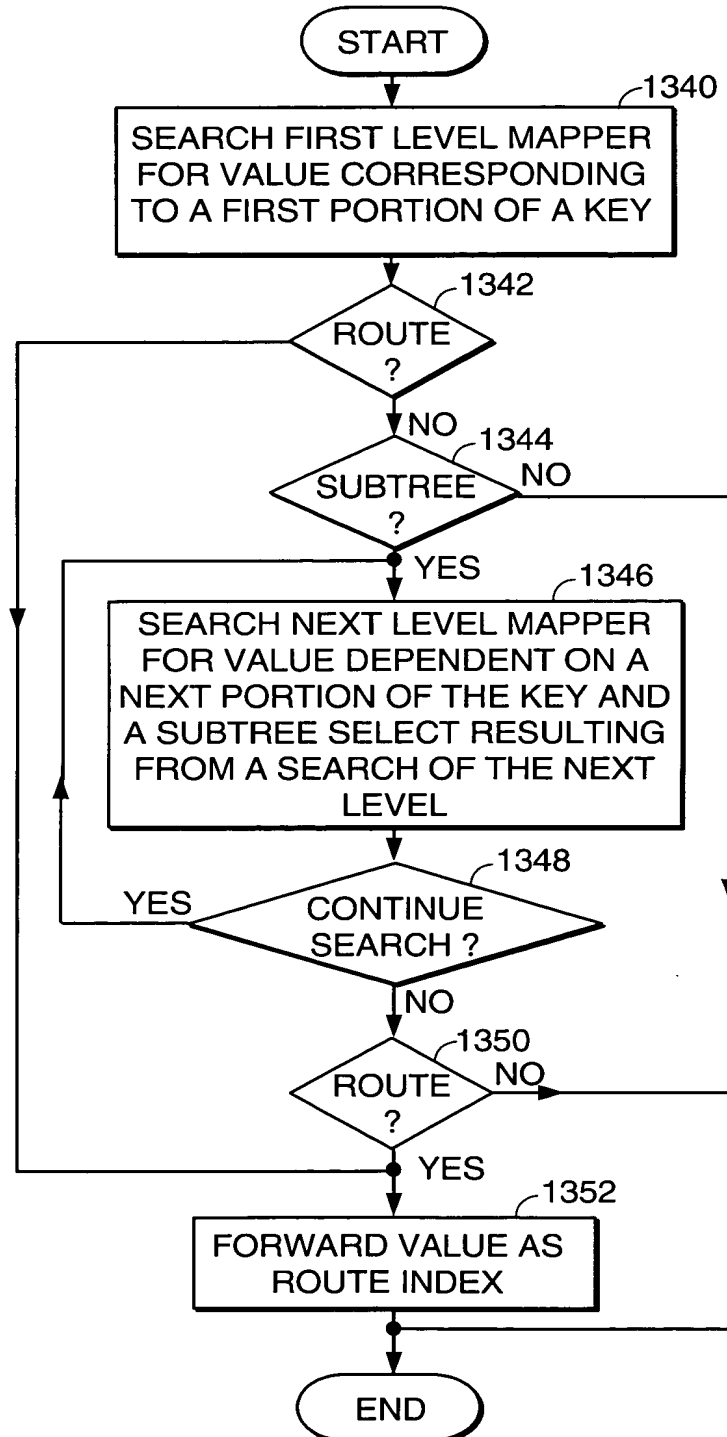 START
1340
SEARCH FIRST LEVEL MAPPER
FOR VALUE CORRESPONDING
TO A FIRST PORTION OF A KEY
1342
ROUTE
?
NO
1344
SUBTREE
?
NO
YES
1346
SEARCH NEXT LEVEL MAPPER
FOR VALUE DEPENDENT ON A
NEXT PORTION OF THE KEY AND
A SUBTREE SELECT RESULTING
FROM A SEARCH OF THE NEXT
LEVEL
1348
YES
CONTINUE
SEARCH ?
NO
1350
ROUTE
?
NO
YES
1352
FORWARD VALUE AS
ROUTE INDEX
END